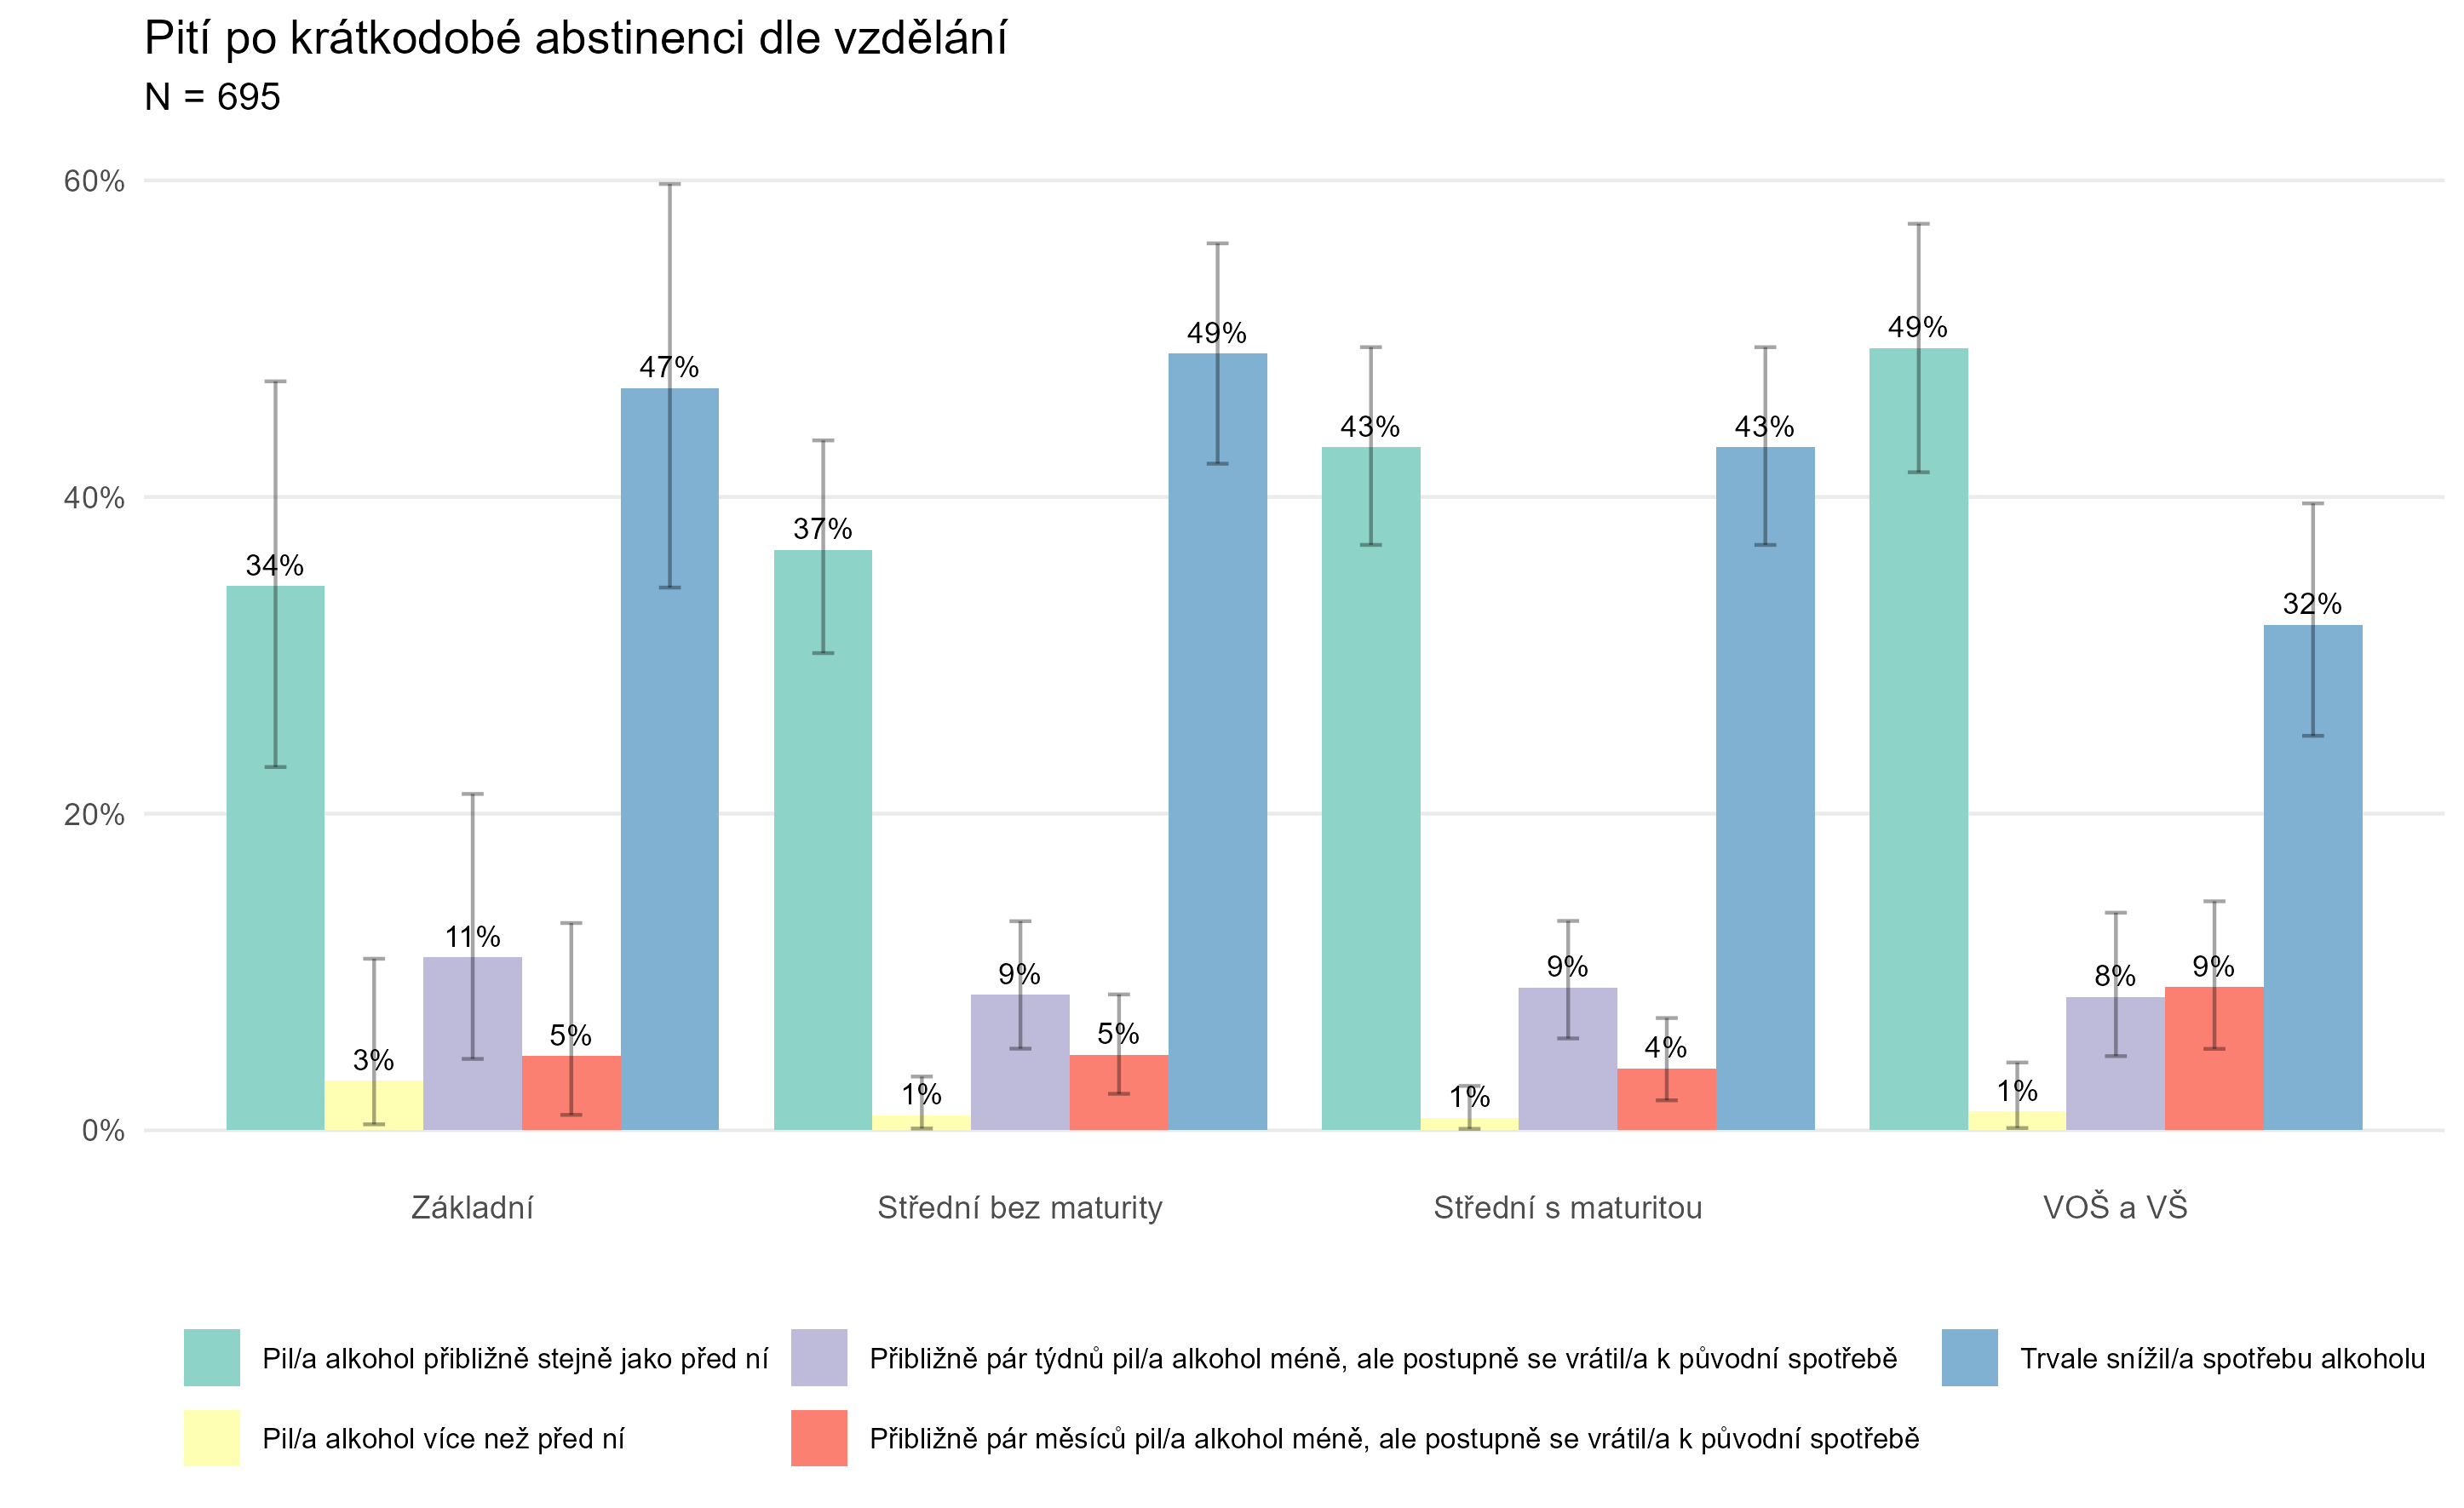 Pití po krátkodobé abstinenci dle vzdělání
N = 695
60%
40%
20%
0%
34%
3%
11%
5%
47%
37%
1%
9%
5%
49%
43%
1%
9%
4%
43%
49%
1%
8%
9%
32%
Základní
Střední bez maturity
Střední s maturitou
VOŠ a VŠ
Pil/a alkohol přibližně stejně jako před ní
Pil/a alkohol více než před ní
Přibližně pár týdnů pil/a alkohol méně, ale postupně se vrátil/a k původní spotřebě
Přibližně pár měsíců pil/a alkohol méně, ale postupně se vrátil/a k původní spotřebě
Trvale snížil/a spotřebu alkoholu